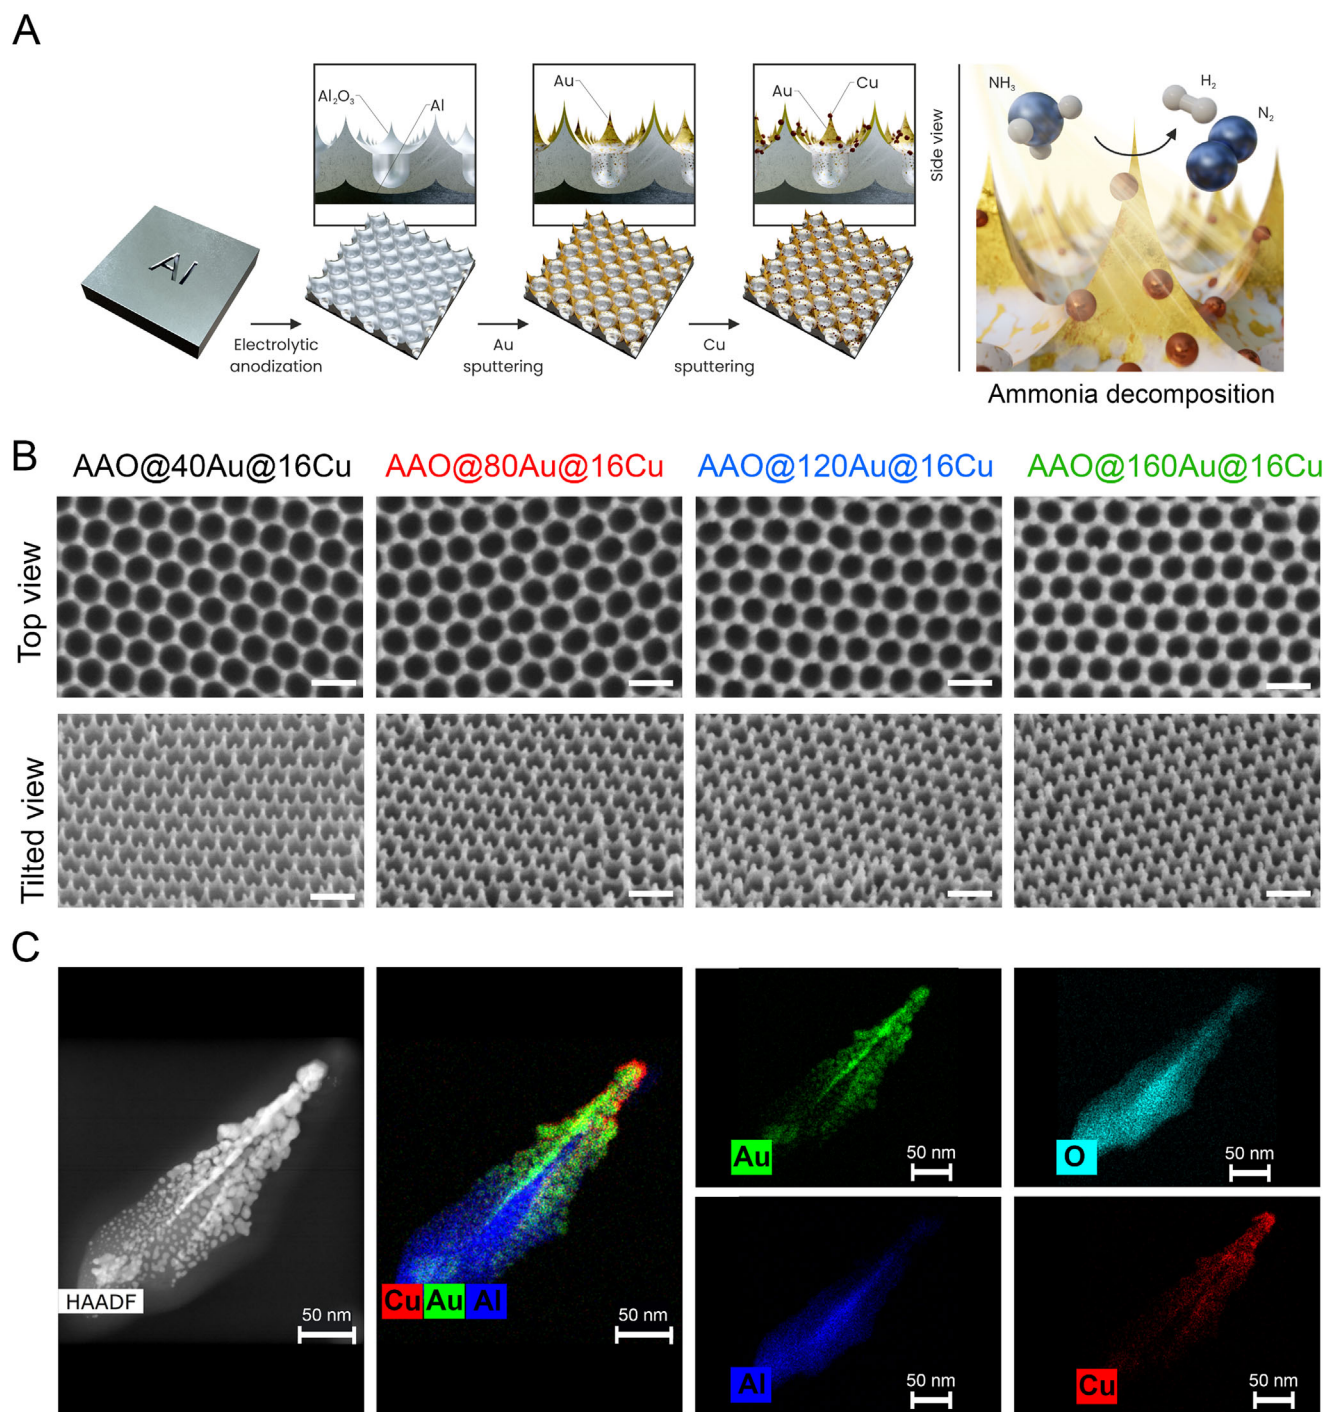 A
Al₂O₃
Al
Au
Au
Cu
Side view
NH₃
H₂
N₂
Al
Electrolytic
anodization
Au
sputtering
Cu
sputtering
Ammonia decomposition
B
AAO@40Au@16Cu
AAO@80Au@16Cu
AAO@120Au@16Cu
AAO@160Au@16Cu
Top view
Tilted view
C
HAADF
50 nm
Cu Au Al
50 nm
Au
50 nm
O
50 nm
Al
50 nm
Cu
50 nm